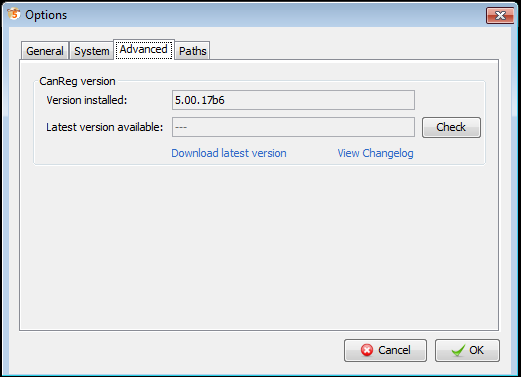 Options
General System Advanced Paths
CanReg version
Version installed: 5.00.17b6
Latest version available: --- Check
Download latest version View Changelog
Cancel OK